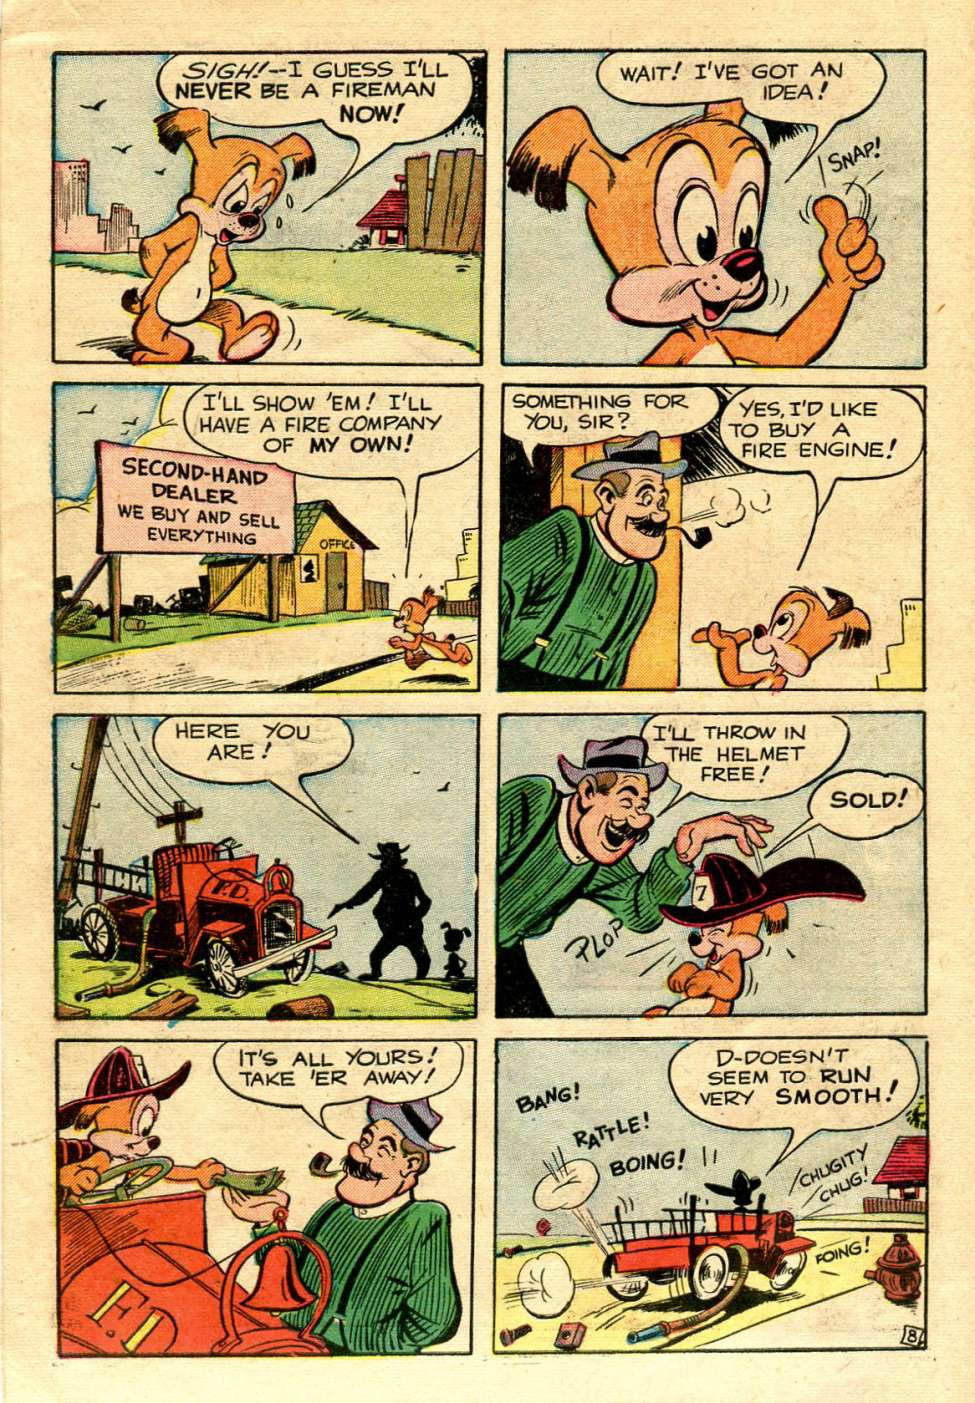 SIGH!--I GUESS I'LL
NEVER BE A FIREMAN
NOW!
WAIT! I'VE GOT AN
IDEA!
SNAP!
I'LL SHOW 'EM! I'LL
HAVE A FIRE COMPANY
OF MY OWN!
SECOND-HAND
DEALER
WE BUY AND SELL
EVERYTHING
OFFICE
SOMETHING FOR
YOU, SIR?
YES, I'D LIKE
TO BUY A
FIRE ENGINE!
HERE YOU
ARE!
F.D.
I'LL THROW IN
THE HELMET
FREE!
SOLD!
7
PLOP
IT'S ALL YOURS!
TAKE 'ER AWAY!
F.D.
D-DOESN'T
SEEM TO RUN
VERY SMOOTH!
BANG!
RATTLE!
BOING!
CHUGITY
CHUG!
FOING!
8